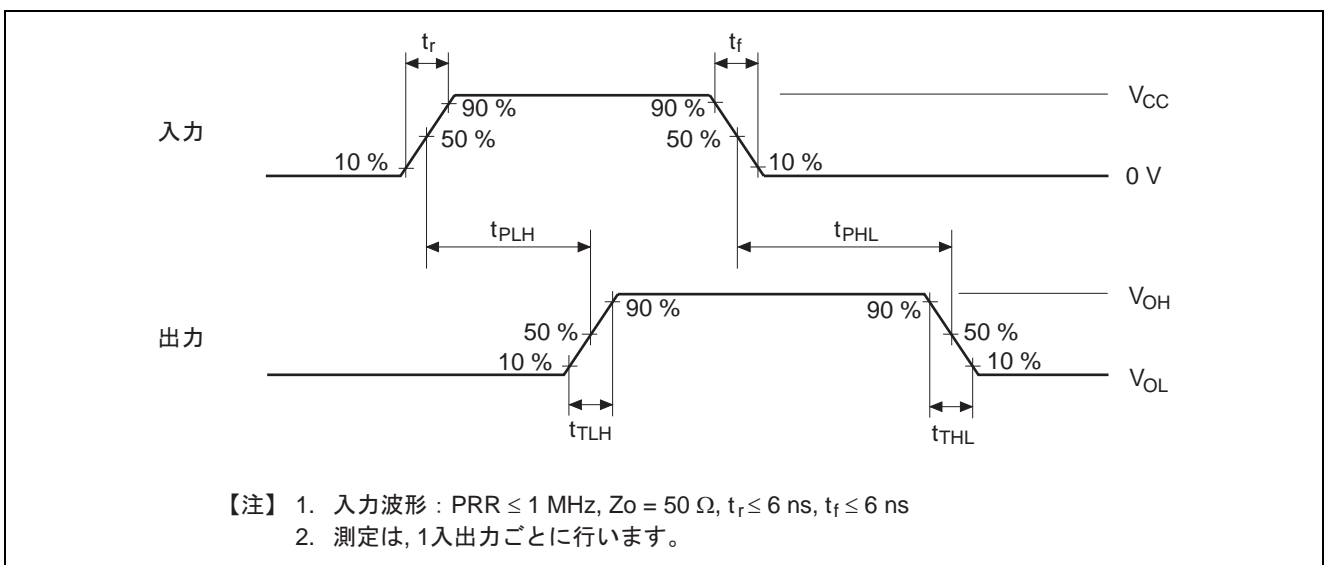 tr tf
90 % 90 % VCC
入力 50 % 50 %
10 % 10 % 0 V
tPLH tPHL
90 % 90 % VOH
出力 50 % 50 %
10 % 10 % VOL
tTLH tTHL
【注】 1. 入力波形：PRR ≤ 1 MHz, Zo = 50 Ω, tr ≤ 6 ns, tf ≤ 6 ns
2. 測定は, 1入出力ごとに行います。